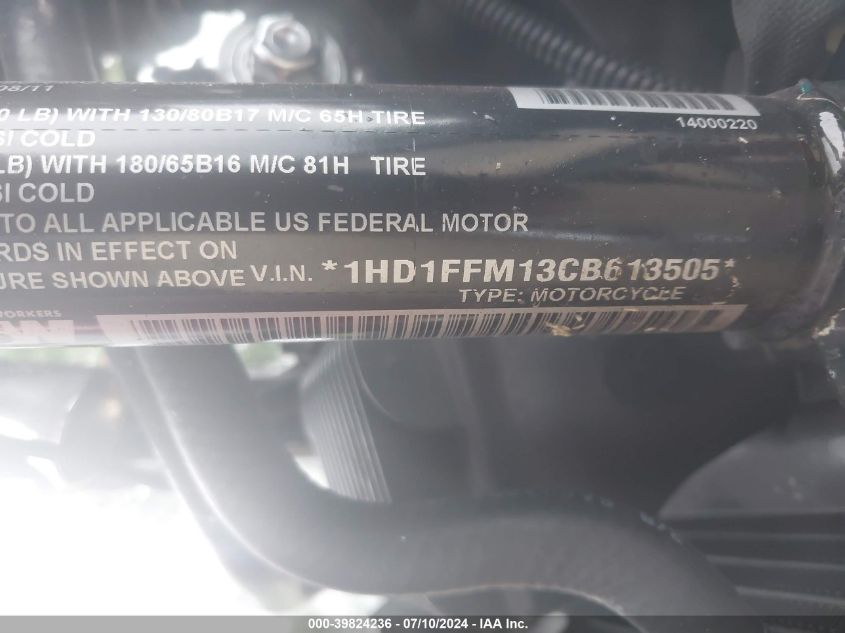 08/11
0 LB) WITH 130/80B17 M/C 65H TIRE
SI COLD
LB) WITH 180/65B16 M/C 81H TIRE
SI COLD
TO ALL APPLICABLE US FEDERAL MOTOR
RDS IN EFFECT ON
URE SHOWN ABOVE V.I.N. *1HD1FFM13CB613505*
TYPE: MOTORCYCLE
14000220
WORKERS
000-39824236 - 07/10/2024 - IAA Inc.